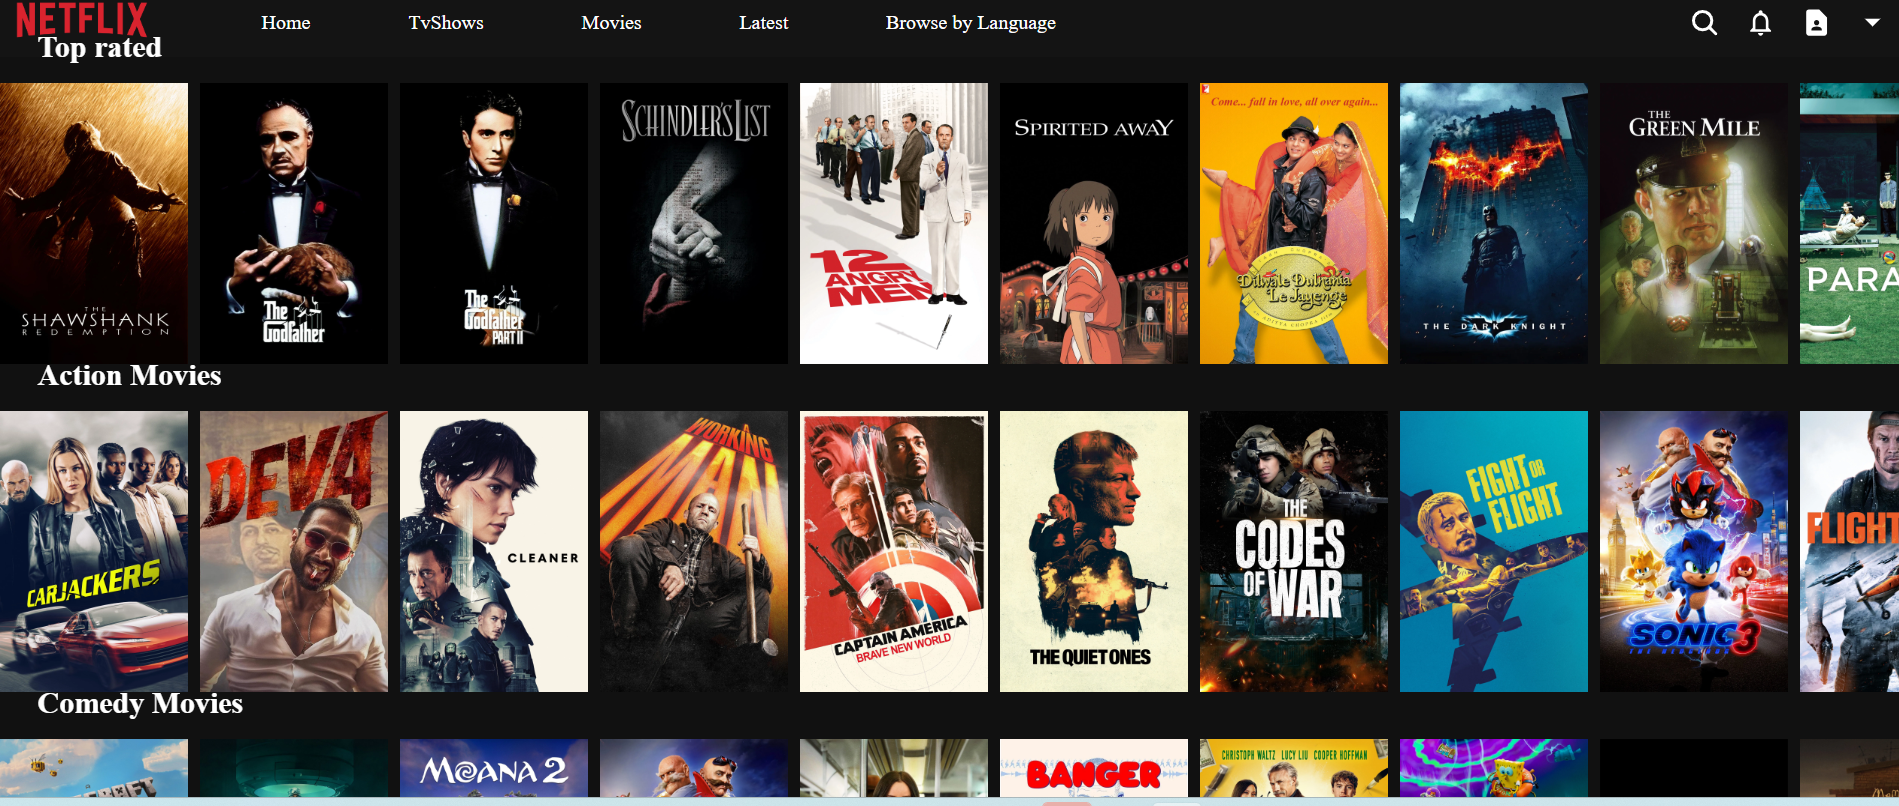 NETFLIX
Home
TvShows
Movies
Latest
Browse by Language
Top rated
THE
SHAWSHANK
REDEMPTION
The
Godfather
The
Godfather
PART II
SCHINDLER'S LIST
12
ANGRY
MEN
SPIRITED AWAY
Come... fall in love, all over again...
Dilwale Dulhania
Le Jayenge
THE DARK KNIGHT
THE
GREEN MILE
PARA
Action Movies
CARJACKERS
DEVA
CLEANER
A
WORKING
MAN
CAPTAIN AMERICA
BRAVE NEW WORLD
THE QUIET ONES
THE
CODES
OF WAR
FIGHT OR
FLIGHT
SONIC 3
THE HEDGEHOG
FLIGHT
Comedy Movies
MOANA 2
BANGER
CHRISTOPH WALTZ LUCY LIU COOPER HOFFMAN